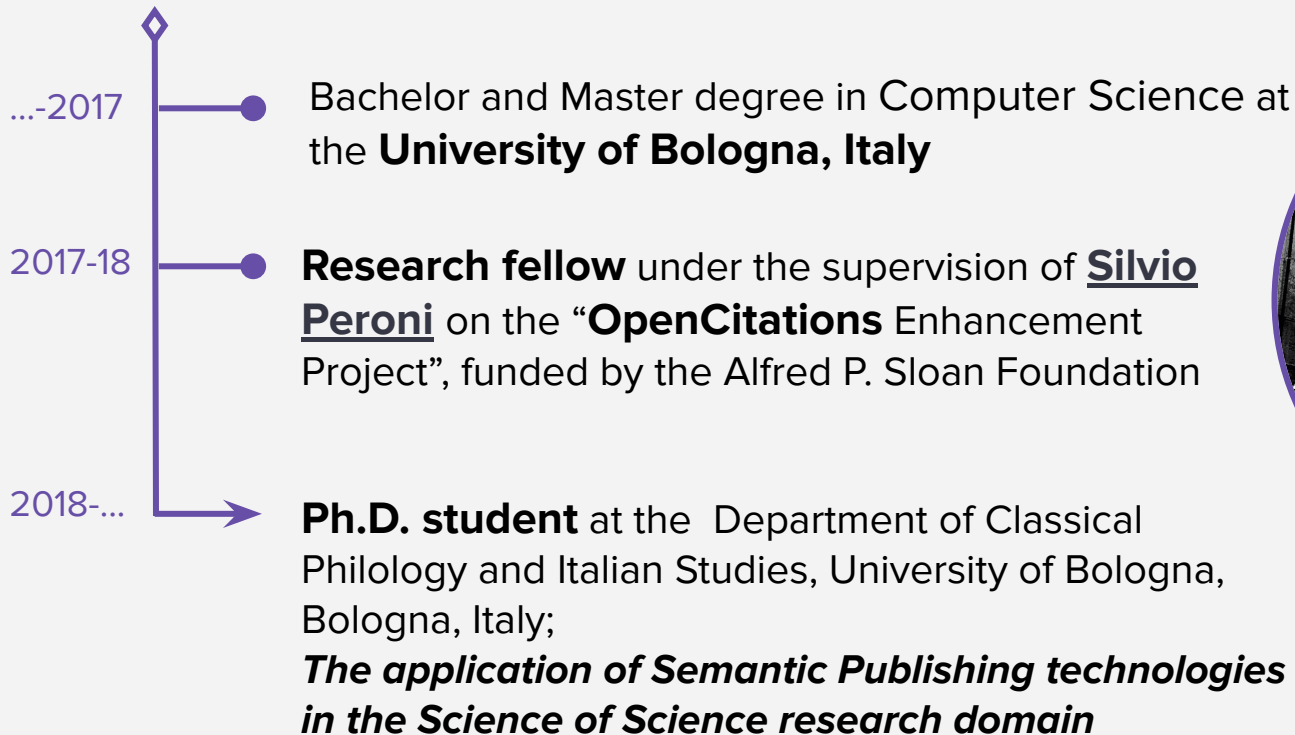 ...-2017
Bachelor and Master degree in Computer Science at
the University of Bologna, Italy
2017-18
Research fellow under the supervision of Silvio
Peroni on the “OpenCitations Enhancement
Project”, funded by the Alfred P. Sloan Foundation
2018-...
Ph.D. student at the Department of Classical
Philology and Italian Studies, University of Bologna,
Bologna, Italy;
The application of Semantic Publishing technologies
in the Science of Science research domain